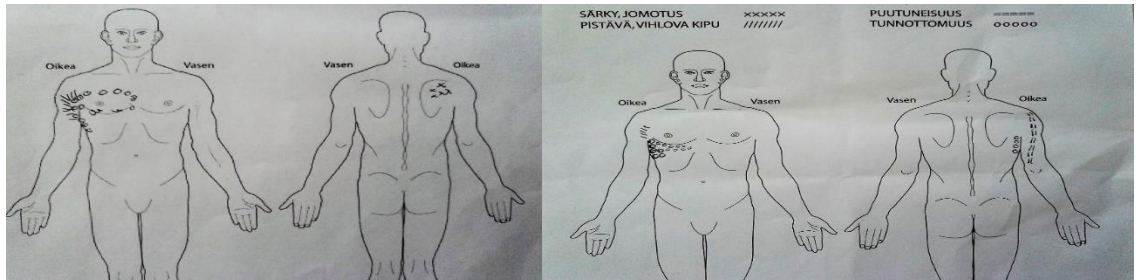 Oikea Vasen Vasen Oikea
SÄRKY, JOMOTUS xxxxx PUUTUNEISUUS =====
PISTÄVÄ, VIHLOVA KIPU //////// TUNNOTTOMUUS ooooo
Oikea Vasen Vasen Oikea